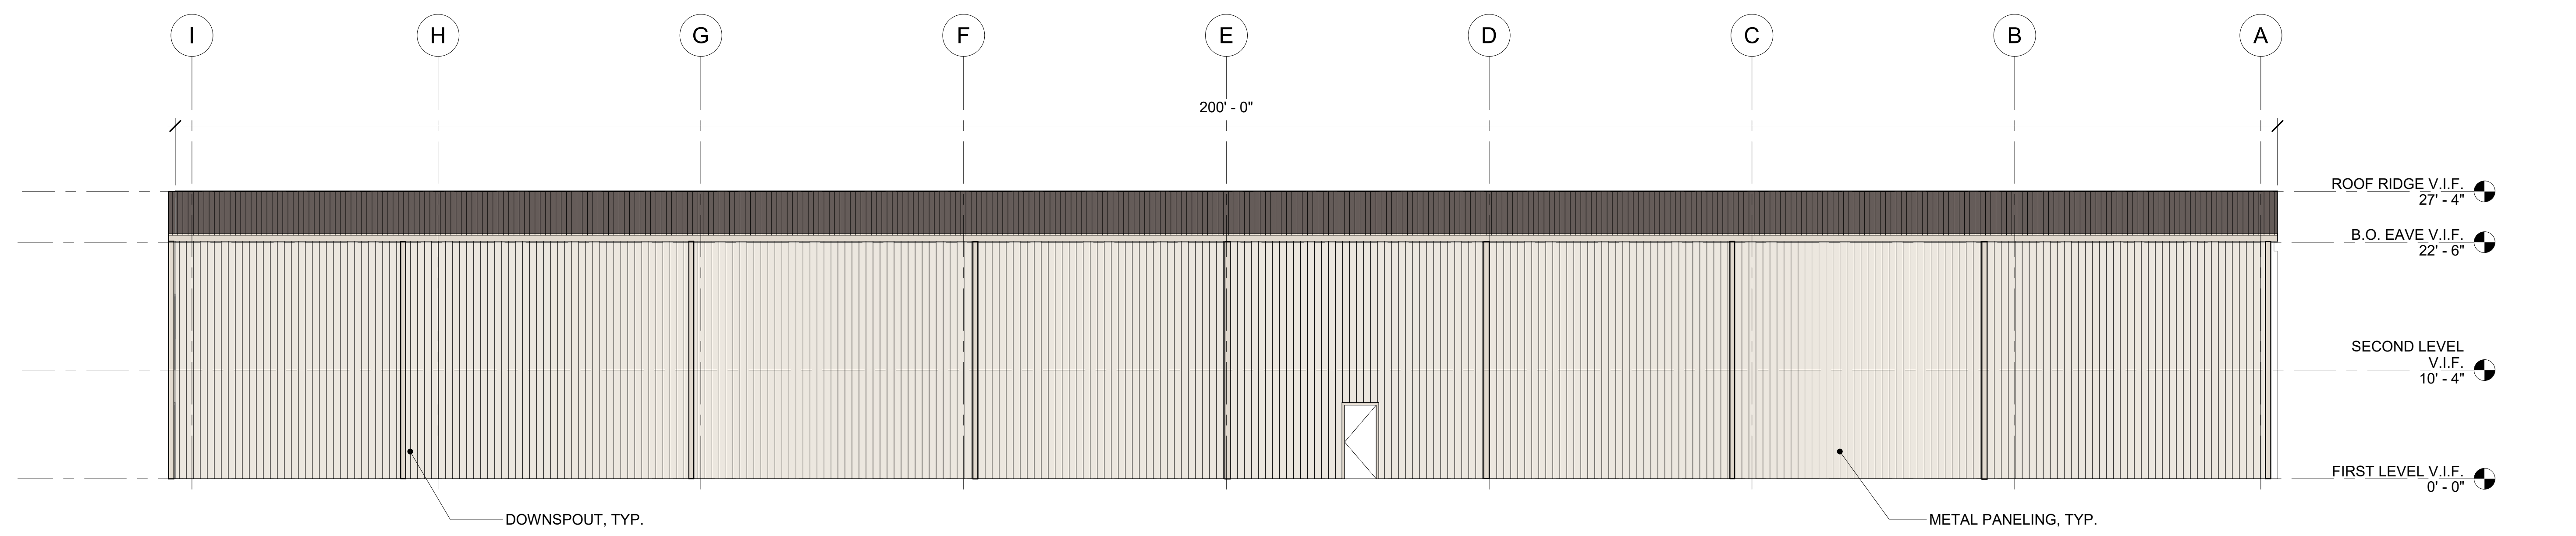 I
H
G
F
E
D
C
B
A
200' - 0"
ROOF RIDGE V.I.F.
27' - 4"
B.O. EAVE V.I.F.
22' - 6"
SECOND LEVEL
V.I.F.
10' - 4"
FIRST LEVEL V.I.F.
0' - 0"
DOWNSPOUT, TYP.
METAL PANELING, TYP.